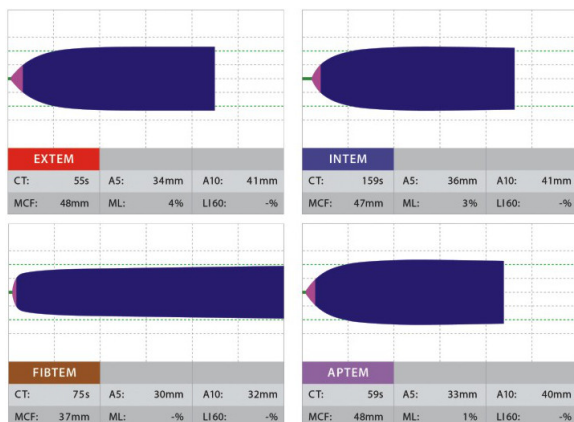 EXTEM
CT: 55s A5: 34mm A10: 41mm
MCF: 48mm ML: 4% LI60: -%
INTEM
CT: 159s A5: 36mm A10: 41mm
MCF: 47mm ML: 3% LI60: -%
FIBTEM
CT: 75s A5: 30mm A10: 32mm
MCF: 37mm ML: -% LI60: -%
APTEM
CT: 59s A5: 33mm A10: 40mm
MCF: 48mm ML: 1% LI60: -%